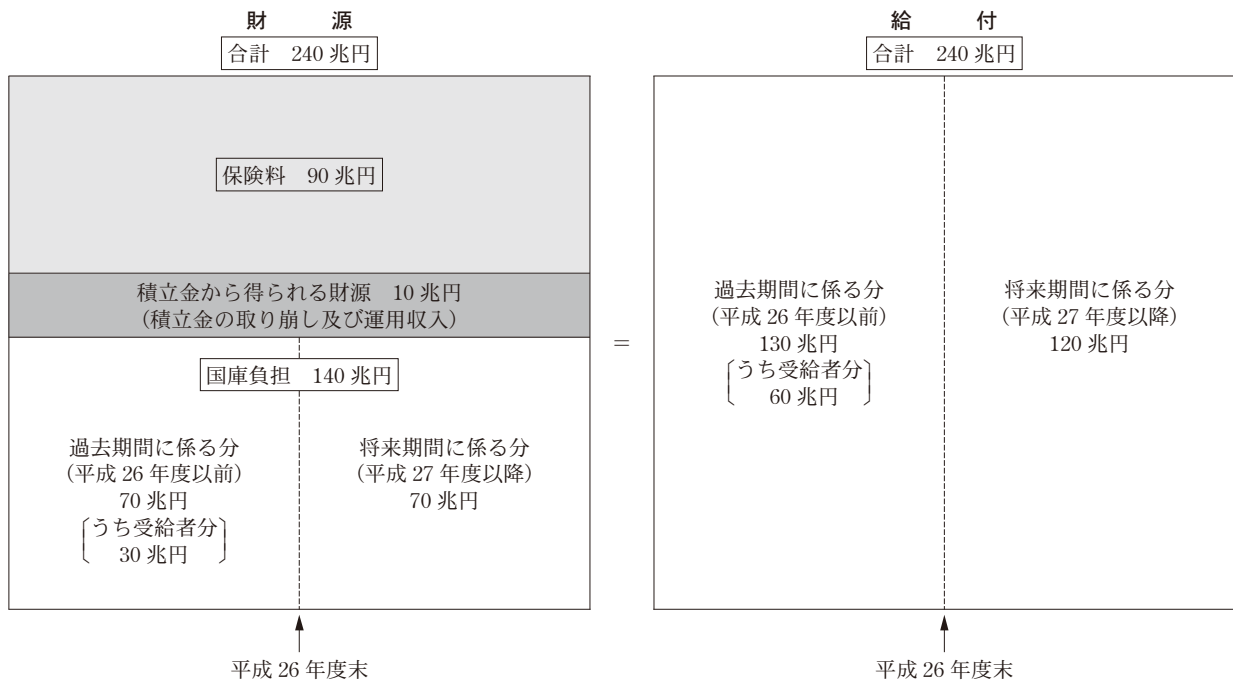 財 源
合計 240 兆円
保険料 90 兆円
積立金から得られる財源 10 兆円
(積立金の取り崩し及び運用収入)
国庫負担 140 兆円
過去期間に係る分
(平成 26 年度以前)
70 兆円
うち受給者分
30 兆円
将来期間に係る分
(平成 27 年度以降)
70 兆円
平成 26 年度末
=
給 付
合計 240 兆円
過去期間に係る分
(平成 26 年度以前)
130 兆円
うち受給者分
60 兆円
将来期間に係る分
(平成 27 年度以降)
120 兆円
平成 26 年度末